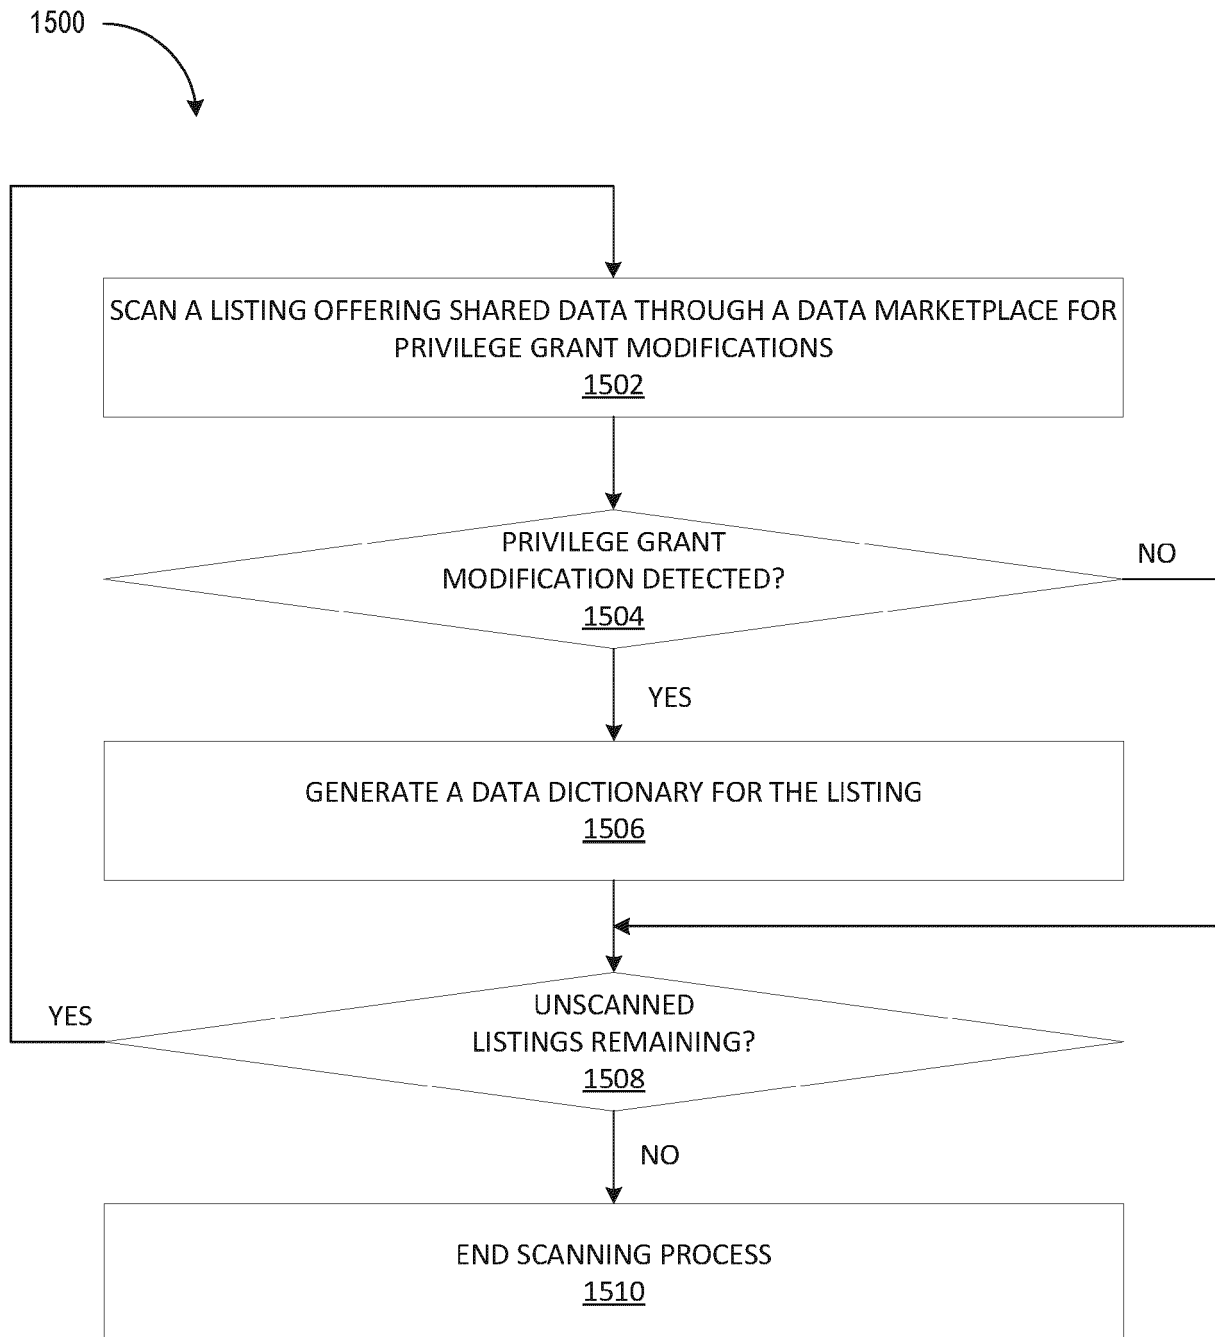 1500
SCAN A LISTING OFFERING SHARED DATA THROUGH A DATA MARKETPLACE FOR
PRIVILEGE GRANT MODIFICATIONS
1502
PRIVILEGE GRANT
MODIFICATION DETECTED?
1504
NO
YES
GENERATE A DATA DICTIONARY FOR THE LISTING
1506
UNSCANNED
LISTINGS REMAINING?
1508
YES
NO
END SCANNING PROCESS
1510